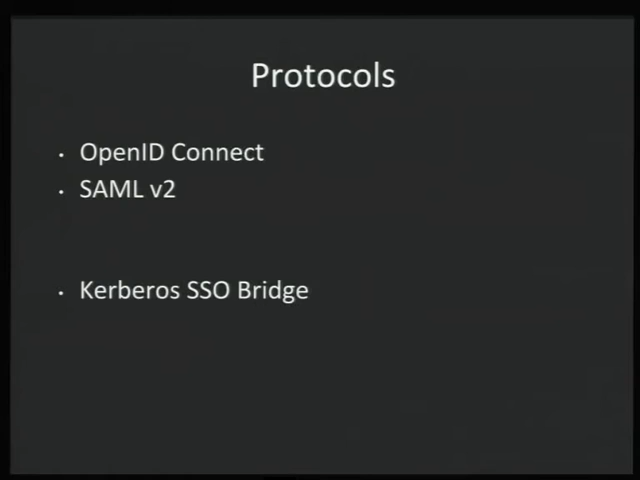 Protocols
• OpenID Connect
• SAML v2
• Kerberos SSO Bridge